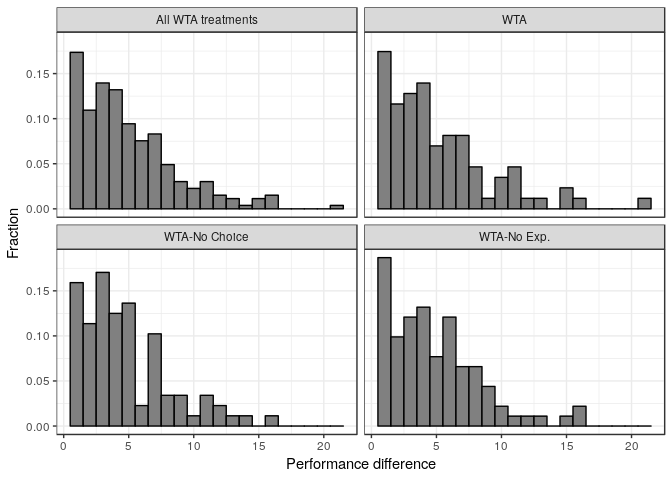 All WTA treatments
WTA
0.15
0.10
0.05
0.00
WTA-No Choice
WTA-No Exp.
0.15
0.10
0.05
0.00
Fraction
0 5 10 15 20
0 5 10 15 20
Performance difference